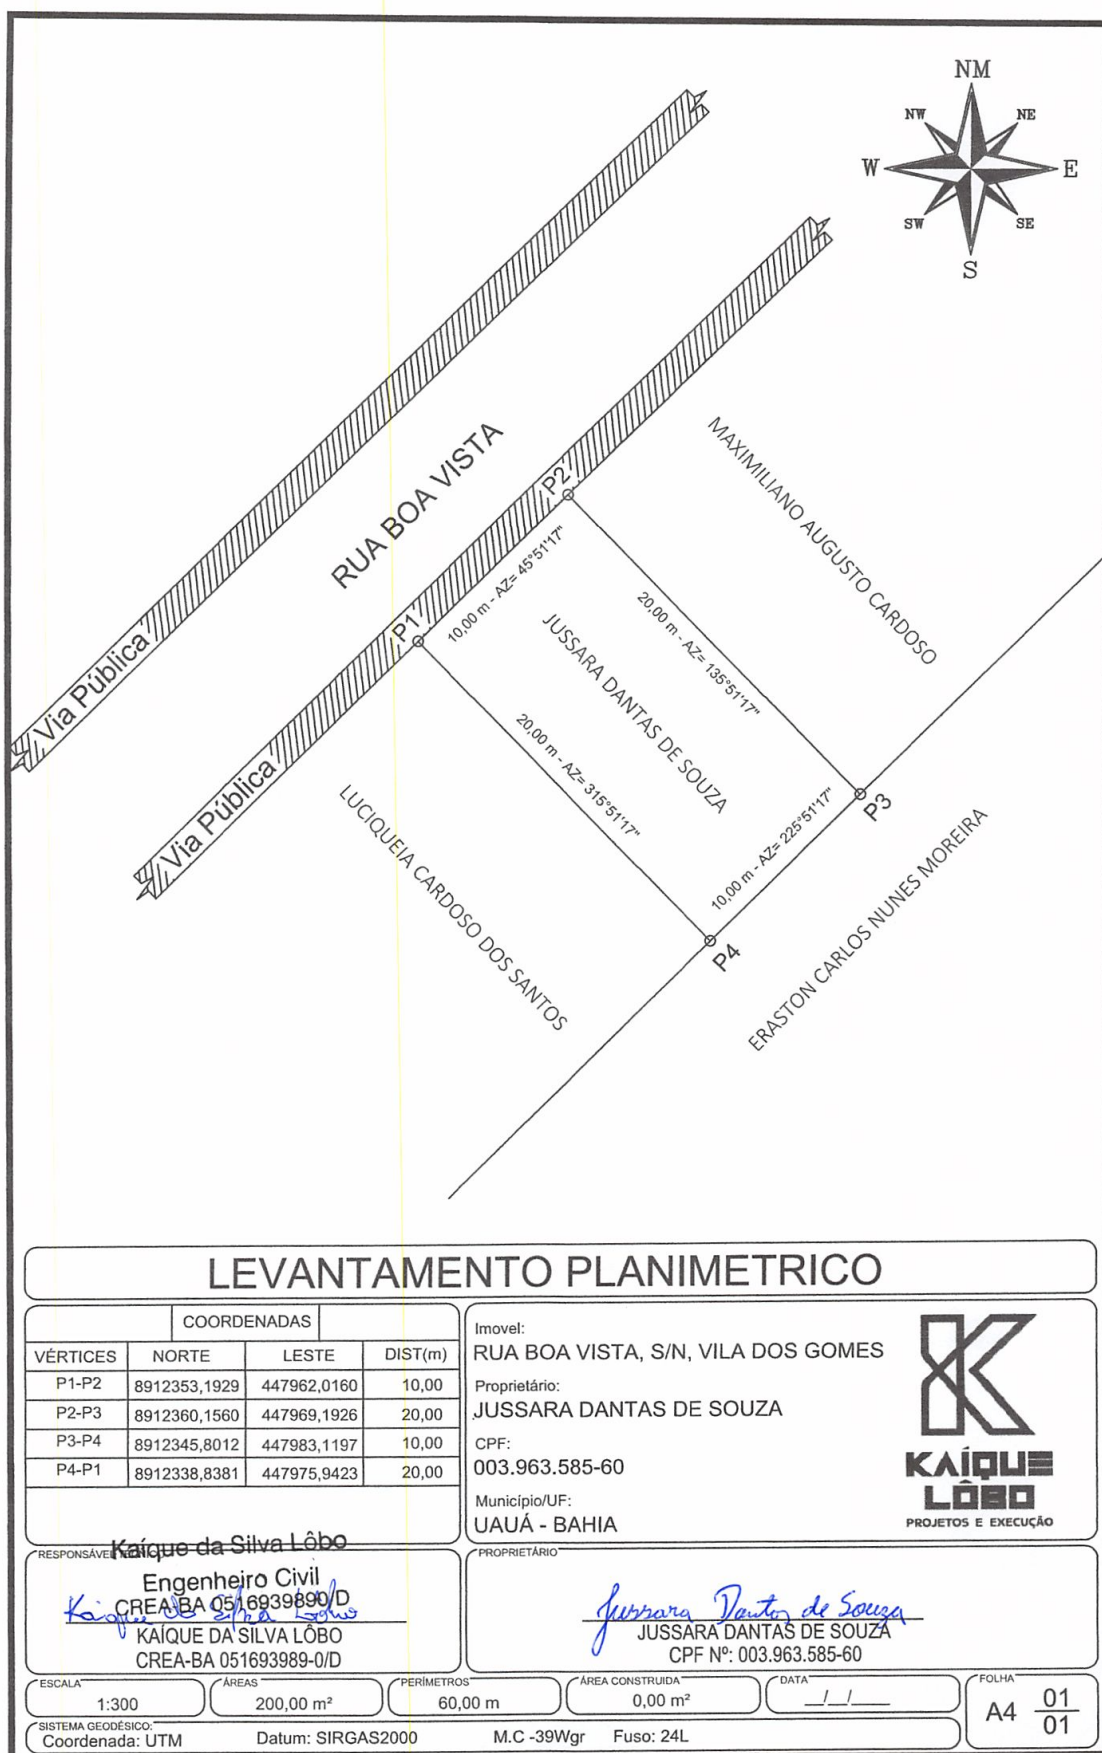 NM
NW
NE
W
E
SW
SE
S
RUA BOA VISTA
Via Pública
Via Pública
P1
P2
P3
P4
10,00 m - AZ= 45°51'17"
20,00 m - AZ= 135°51'17"
20,00 m - AZ= 315°51'17"
10,00 m - AZ= 225°51'17"
MAXIMILIANO AUGUSTO CARDOSO
JUSSARA DANTAS DE SOUZA
LUCIQUEIA CARDOSO DOS SANTOS
ERASTON CARLOS NUNES MOREIRA
LEVANTAMENTO PLANIMETRICO
COORDENADAS
VÉRTICES NORTE LESTE DIST(m)
P1-P2 8912353,1929 447962,0160 10,00
P2-P3 8912360,1560 447969,1926 20,00
P3-P4 8912345,8012 447983,1197 10,00
P4-P1 8912338,8381 447975,9423 20,00
Imovel:
RUA BOA VISTA, S/N, VILA DOS GOMES
Proprietário:
JUSSARA DANTAS DE SOUZA
CPF:
003.963.585-60
Município/UF:
UAUÁ - BAHIA
KAÍQUE
LÔBO
PROJETOS E EXECUÇÃO
RESPONSÁVEL
Kaíque da Silva Lôbo
Engenheiro Civil
CREA-BA 0516939890/D
Kaíque da Silva Lôbo
KAÍQUE DA SILVA LÔBO
CREA-BA 051693989-0/D
PROPRIETÁRIO
Jussara Dantas de Souza
JUSSARA DANTAS DE SOUZA
CPF Nº: 003.963.585-60
ESCALA
1:300
ÁREAS
200,00 m²
PERÍMETROS
60,00 m
ÁREA CONSTRUIDA
0,00 m²
DATA
__/__/____
FOLHA
A4 01
01
SISTEMA GEODÉSICO:
Coordenada: UTM Datum: SIRGAS2000 M.C -39Wgr Fuso: 24L